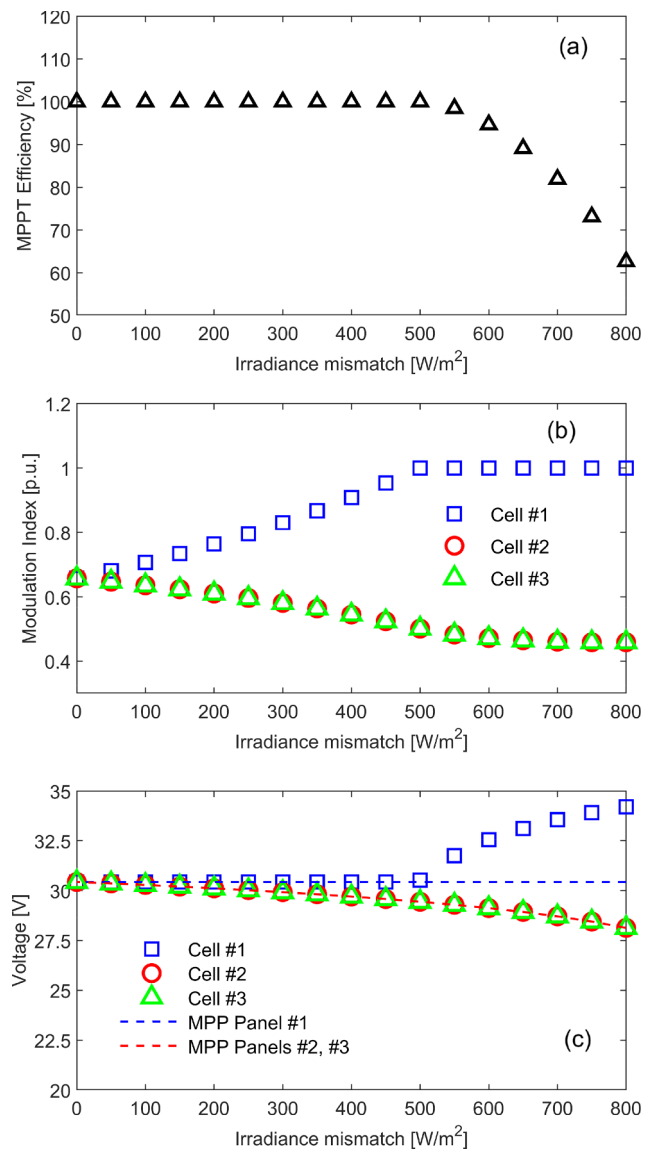 120
110
100
90
80
70
60
50
MPPT Efficiency [%]
(a)
0 100 200 300 400 500 600 700 800
Irradiance mismatch [W/m²]
1.2
1
0.8
0.6
0.4
Modulation Index [p.u.]
(b)
Cell #1
Cell #2
Cell #3
0 100 200 300 400 500 600 700 800
Irradiance mismatch [W/m²]
35
32.5
30
27.5
25
22.5
20
Voltage [V]
Cell #1
Cell #2
Cell #3
MPP Panel #1
MPP Panels #2, #3
(c)
0 100 200 300 400 500 600 700 800
Irradiance mismatch [W/m²]